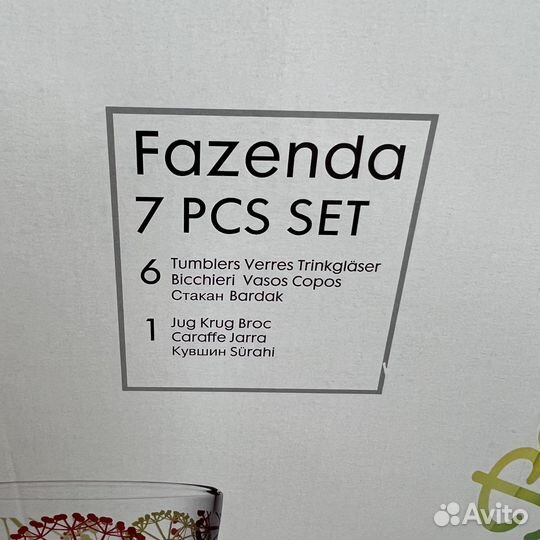 Fazenda
7 PCS SET
6 Tumblers Verres Trinkgläser
Bicchieri Vasos Copos
Стакан Bardak
1 Jug Krug Broc
Caraffe Jarra
Кувшин Sürahi
Avito